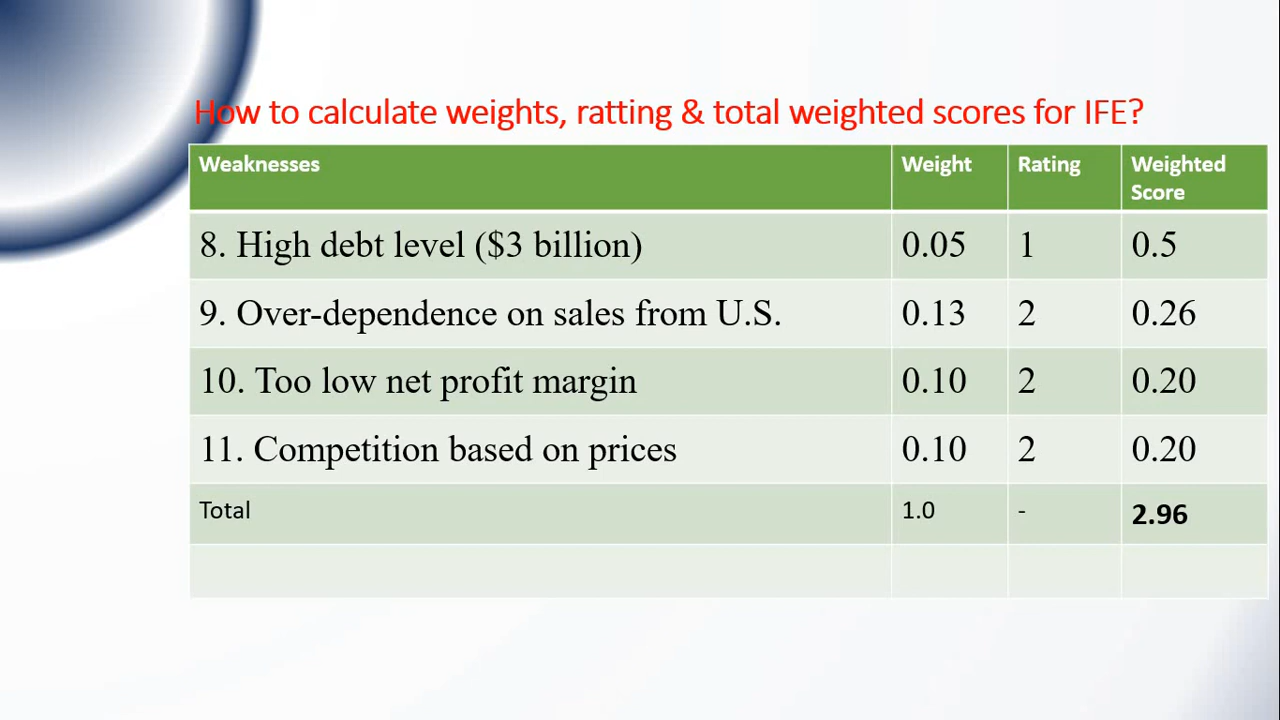 How to calculate weights, ratting & total weighted scores for IFE?
Weaknesses Weight Rating Weighted Score
8. High debt level ($3 billion) 0.05 1 0.5
9. Over-dependence on sales from U.S. 0.13 2 0.26
10. Too low net profit margin 0.10 2 0.20
11. Competition based on prices 0.10 2 0.20
Total 1.0 - 2.96